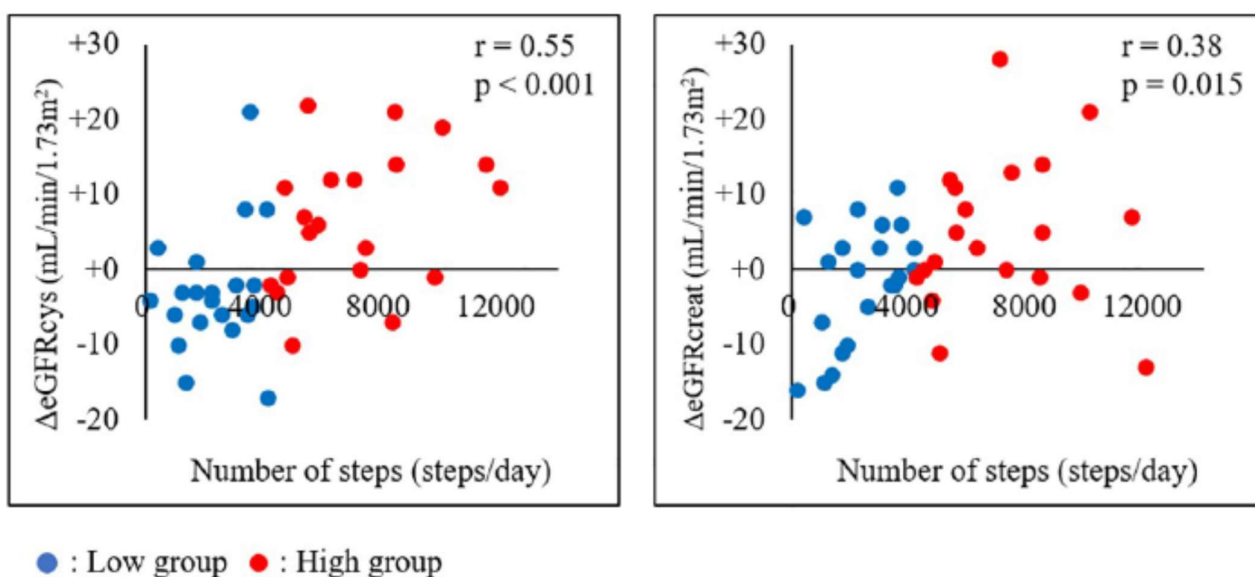 ΔeGFRcys (mL/min/1.73m²)
+30
+20
+10
+0
-10
-20
r = 0.55
p < 0.001
0 4000 8000 12000
Number of steps (steps/day)
ΔeGFRcreat (mL/min/1.73m²)
+30
+20
+10
+0
-10
-20
r = 0.38
p = 0.015
0 4000 8000 12000
Number of steps (steps/day)
: Low group : High group